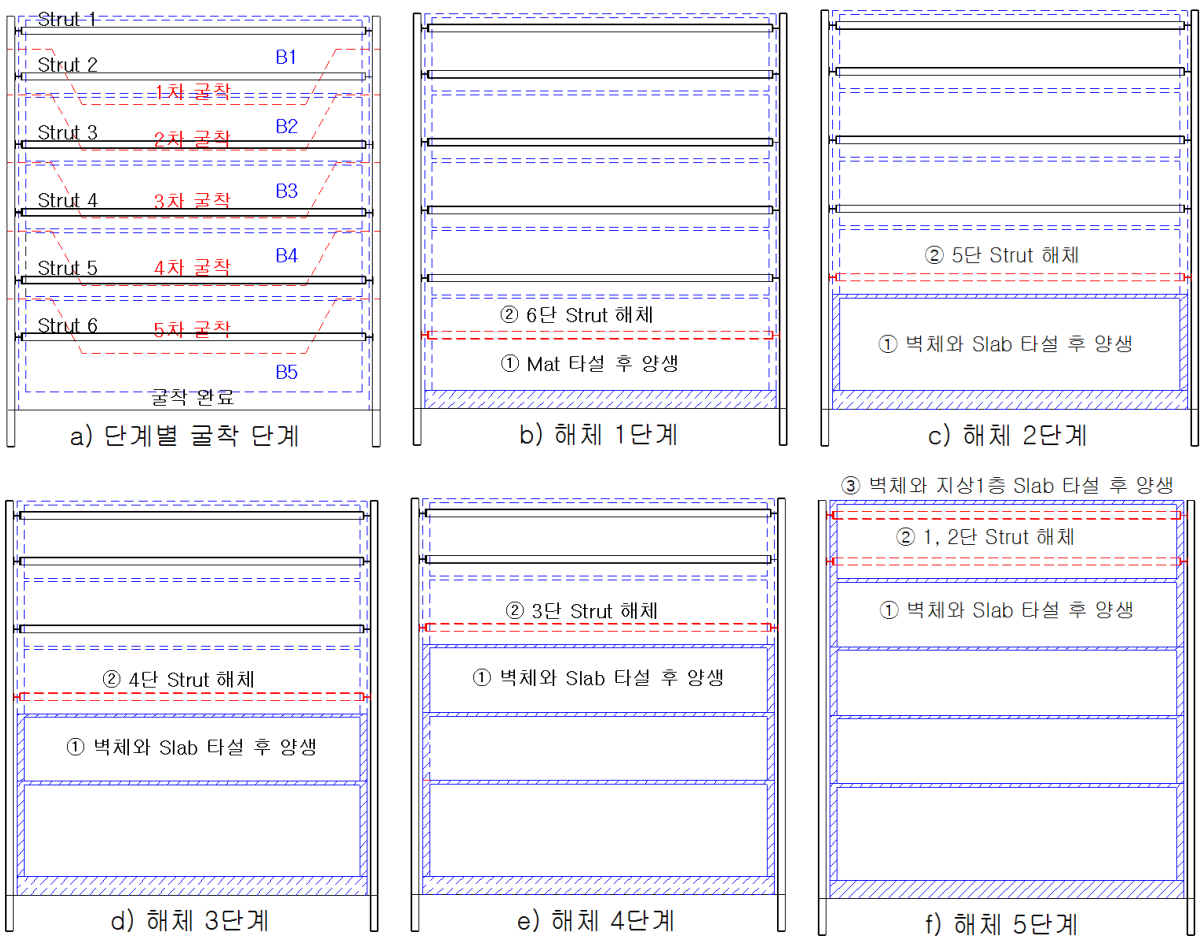 Strut 1
B1
Strut 2
1차 굴착
B2
Strut 3
2차 굴착
B3
Strut 4
3차 굴착
B4
Strut 5
4차 굴착
Strut 6
5차 굴착
B5
굴착 완료
a) 단계별 굴착 단계
② 6단 Strut 해체
① Mat 타설 후 양생
b) 해체 1단계
② 5단 Strut 해체
① 벽체와 Slab 타설 후 양생
c) 해체 2단계
② 4단 Strut 해체
① 벽체와 Slab 타설 후 양생
d) 해체 3단계
② 3단 Strut 해체
① 벽체와 Slab 타설 후 양생
e) 해체 4단계
③ 벽체와 지상1층 Slab 타설 후 양생
② 1, 2단 Strut 해체
① 벽체와 Slab 타설 후 양생
f) 해체 5단계